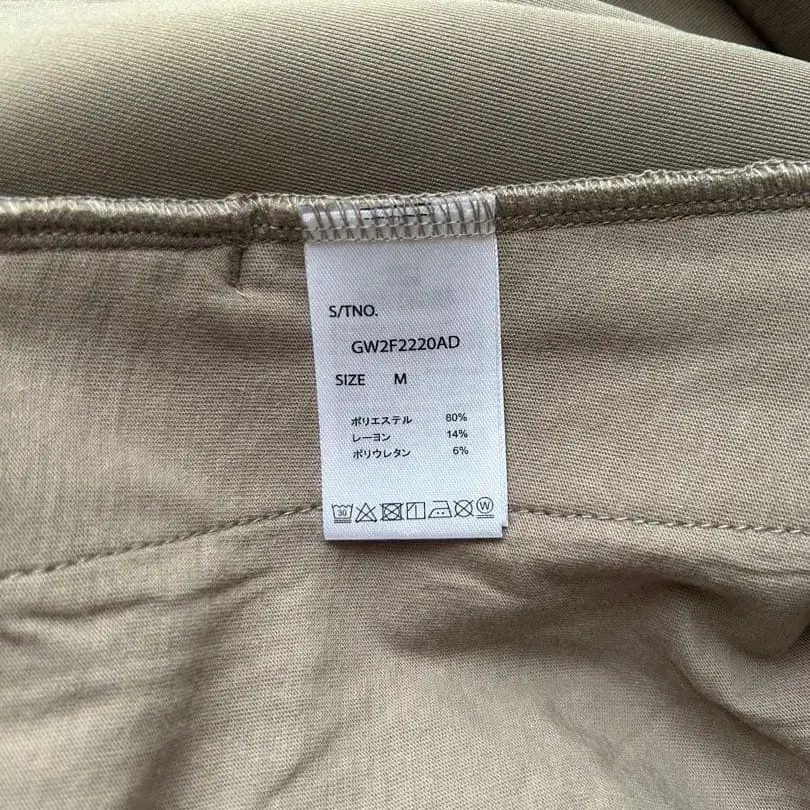 S/TNO.
GW2F2220AD
SIZE M
ポリエステル 80%
レーヨン 14%
ポリウレタン 6%
30 W